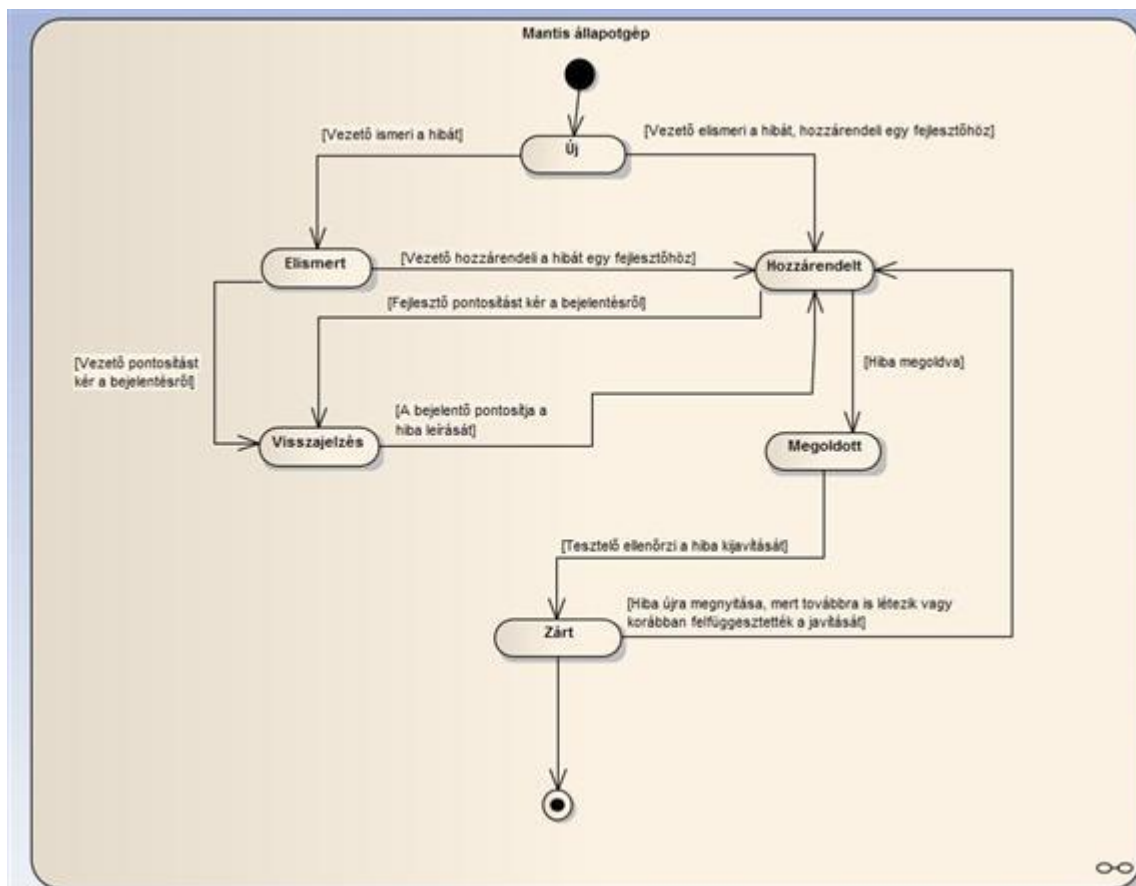 Mantis állapotgép
[Vezető ismeri a hibát]
[Vezető elismeri a hibát, hozzárendeli egy fejlesztőhöz]
Új
Elismert
[Vezető hozzárendeli a hibát egy fejlesztőhöz]
Hozzárendelt
[Fejlesztő pontosítást kér a bejelentésről]
[Vezető pontosítást
kér a bejelentésről]
[Hiba megoldva]
[A bejelentő pontosítja a
hiba leírását]
Visszajelzés
Megoldott
[Tesztelő ellenőrzi a hiba kijavítását]
[Hiba újra megnyitása, mert továbbra is létezik vagy
korábban felfüggesztették a javítását]
Zárt